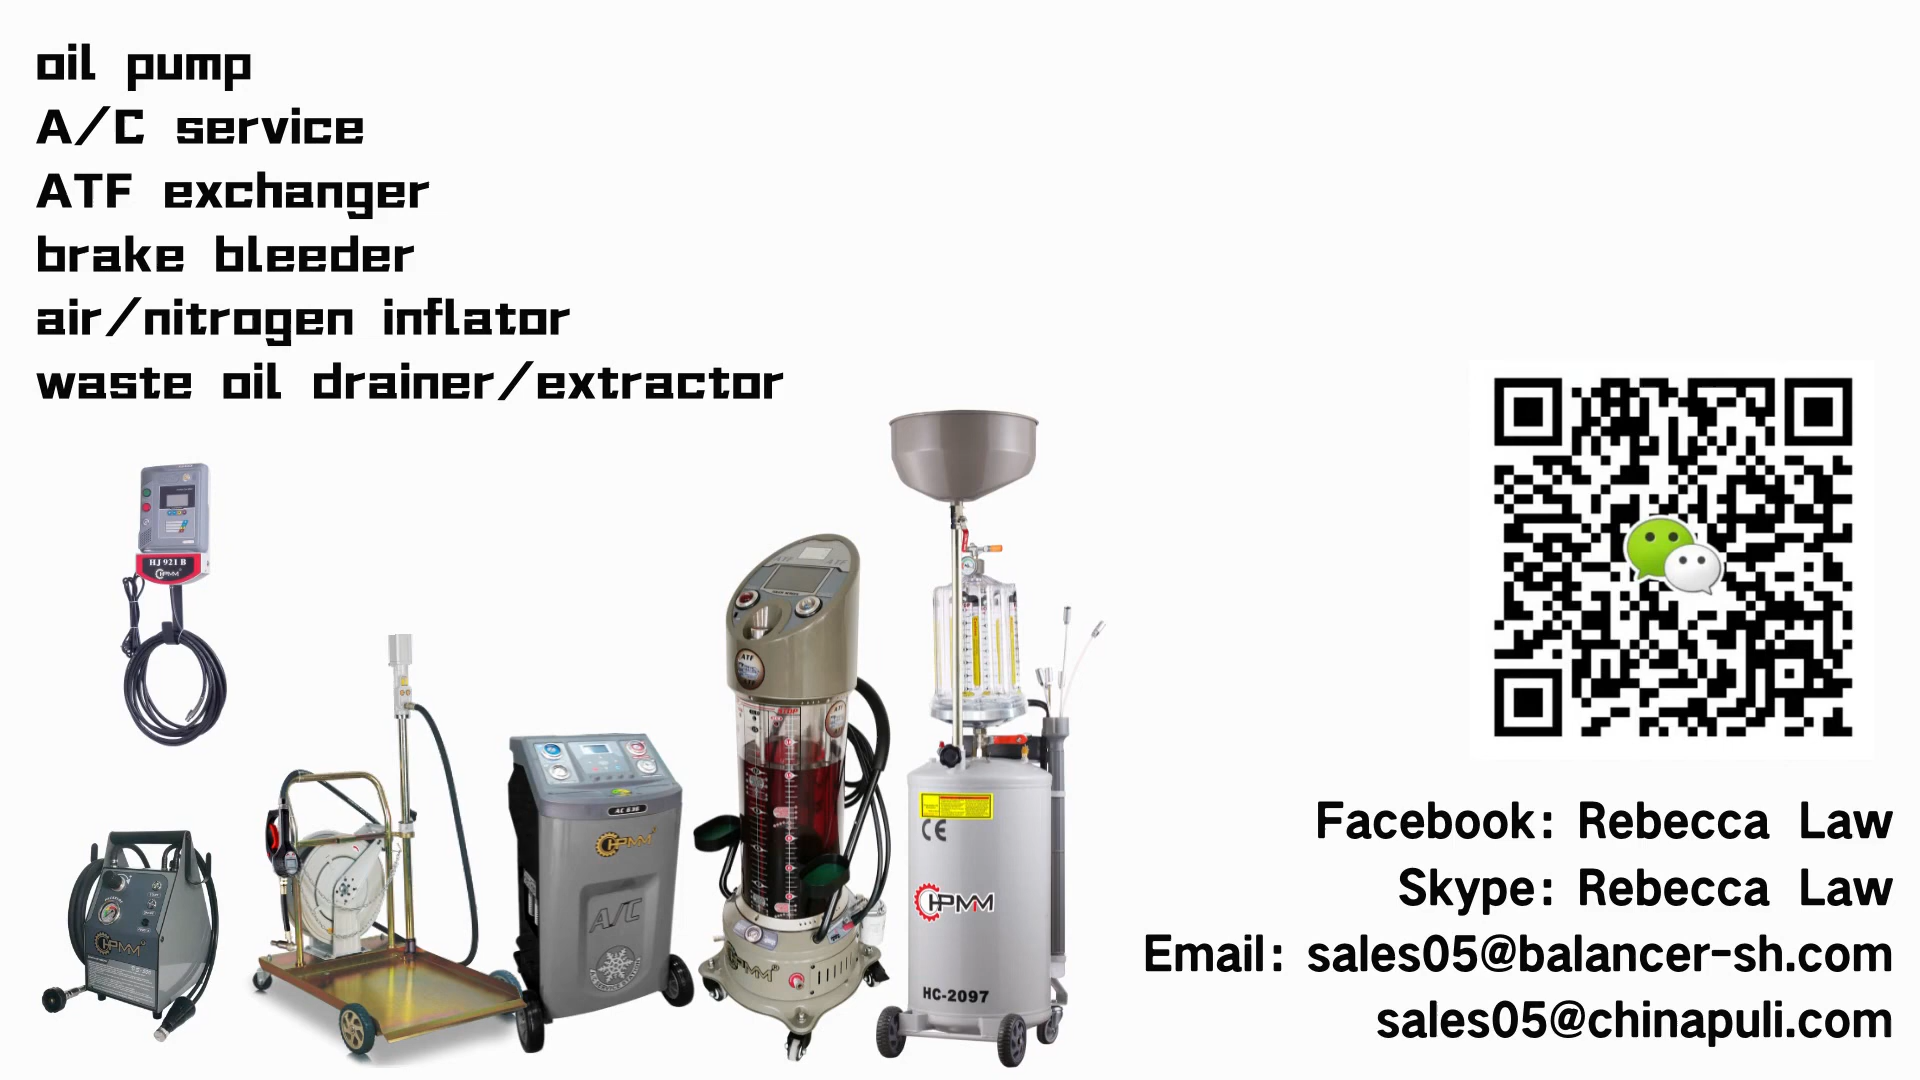 oil pump
A/C service
ATF exchanger
brake bleeder
air/nitrogen inflator
waste oil drainer/extractor
HJ 921 B
HPMM
AC 636
HPMM
A/C
ATF
HPMM
CE
HPMM
HC-2097
HPMM
Facebook: Rebecca Law
Skype: Rebecca Law
Email: sales05@balancer-sh.com
sales05@chinapuli.com